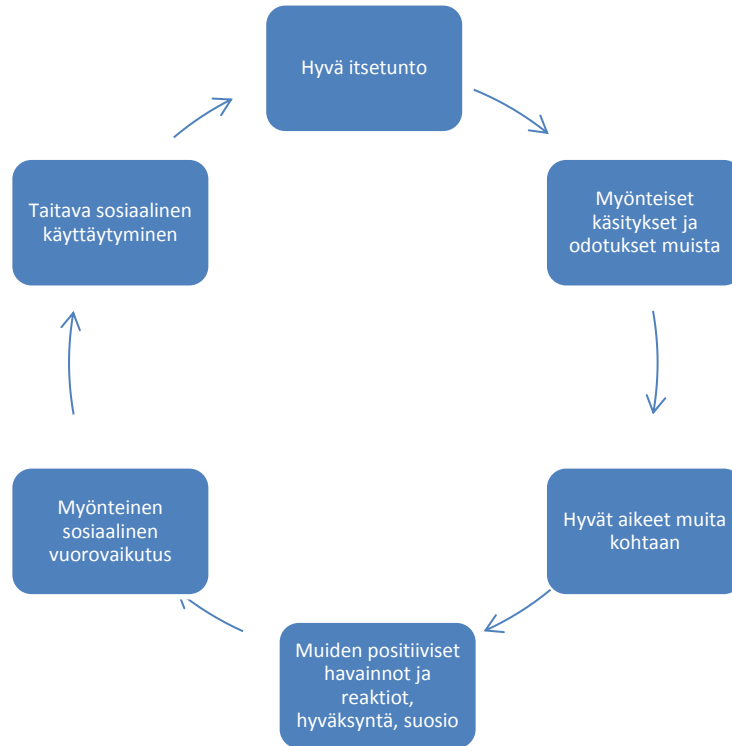 Hyvä itsetunto
Myönteiset
käsitykset ja
odotukset muista
Hyvät aikeet muita
kohtaan
Muiden positiiviset
havainnot ja
reaktiot,
hyväksyntä, suosio
Myönteinen
sosiaalinen
vuorovaikutus
Taitava sosiaalinen
käyttäytyminen